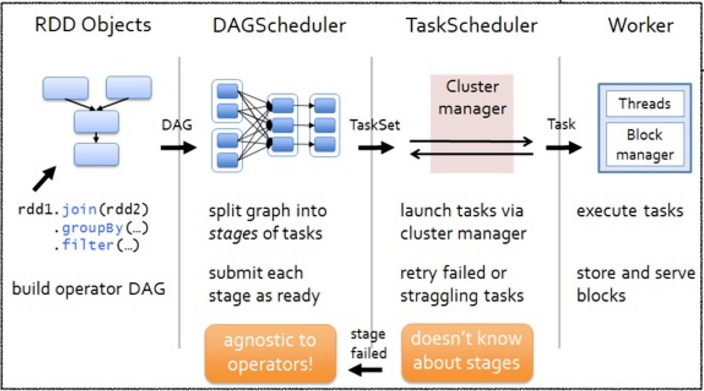 RDD Objects
DAGScheduler
TaskScheduler
Worker
DAG
TaskSet
Cluster
manager
Task
Threads
Block
manager
rdd1.join(rdd2)
.groupBy(…)
.filter(…)
build operator DAG
split graph into
stages of tasks
submit each
stage as ready
agnostic to
operators!
launch tasks via
cluster manager
retry failed or
straggling tasks
stage
failed
doesn't know
about stages
execute tasks
store and serve
blocks